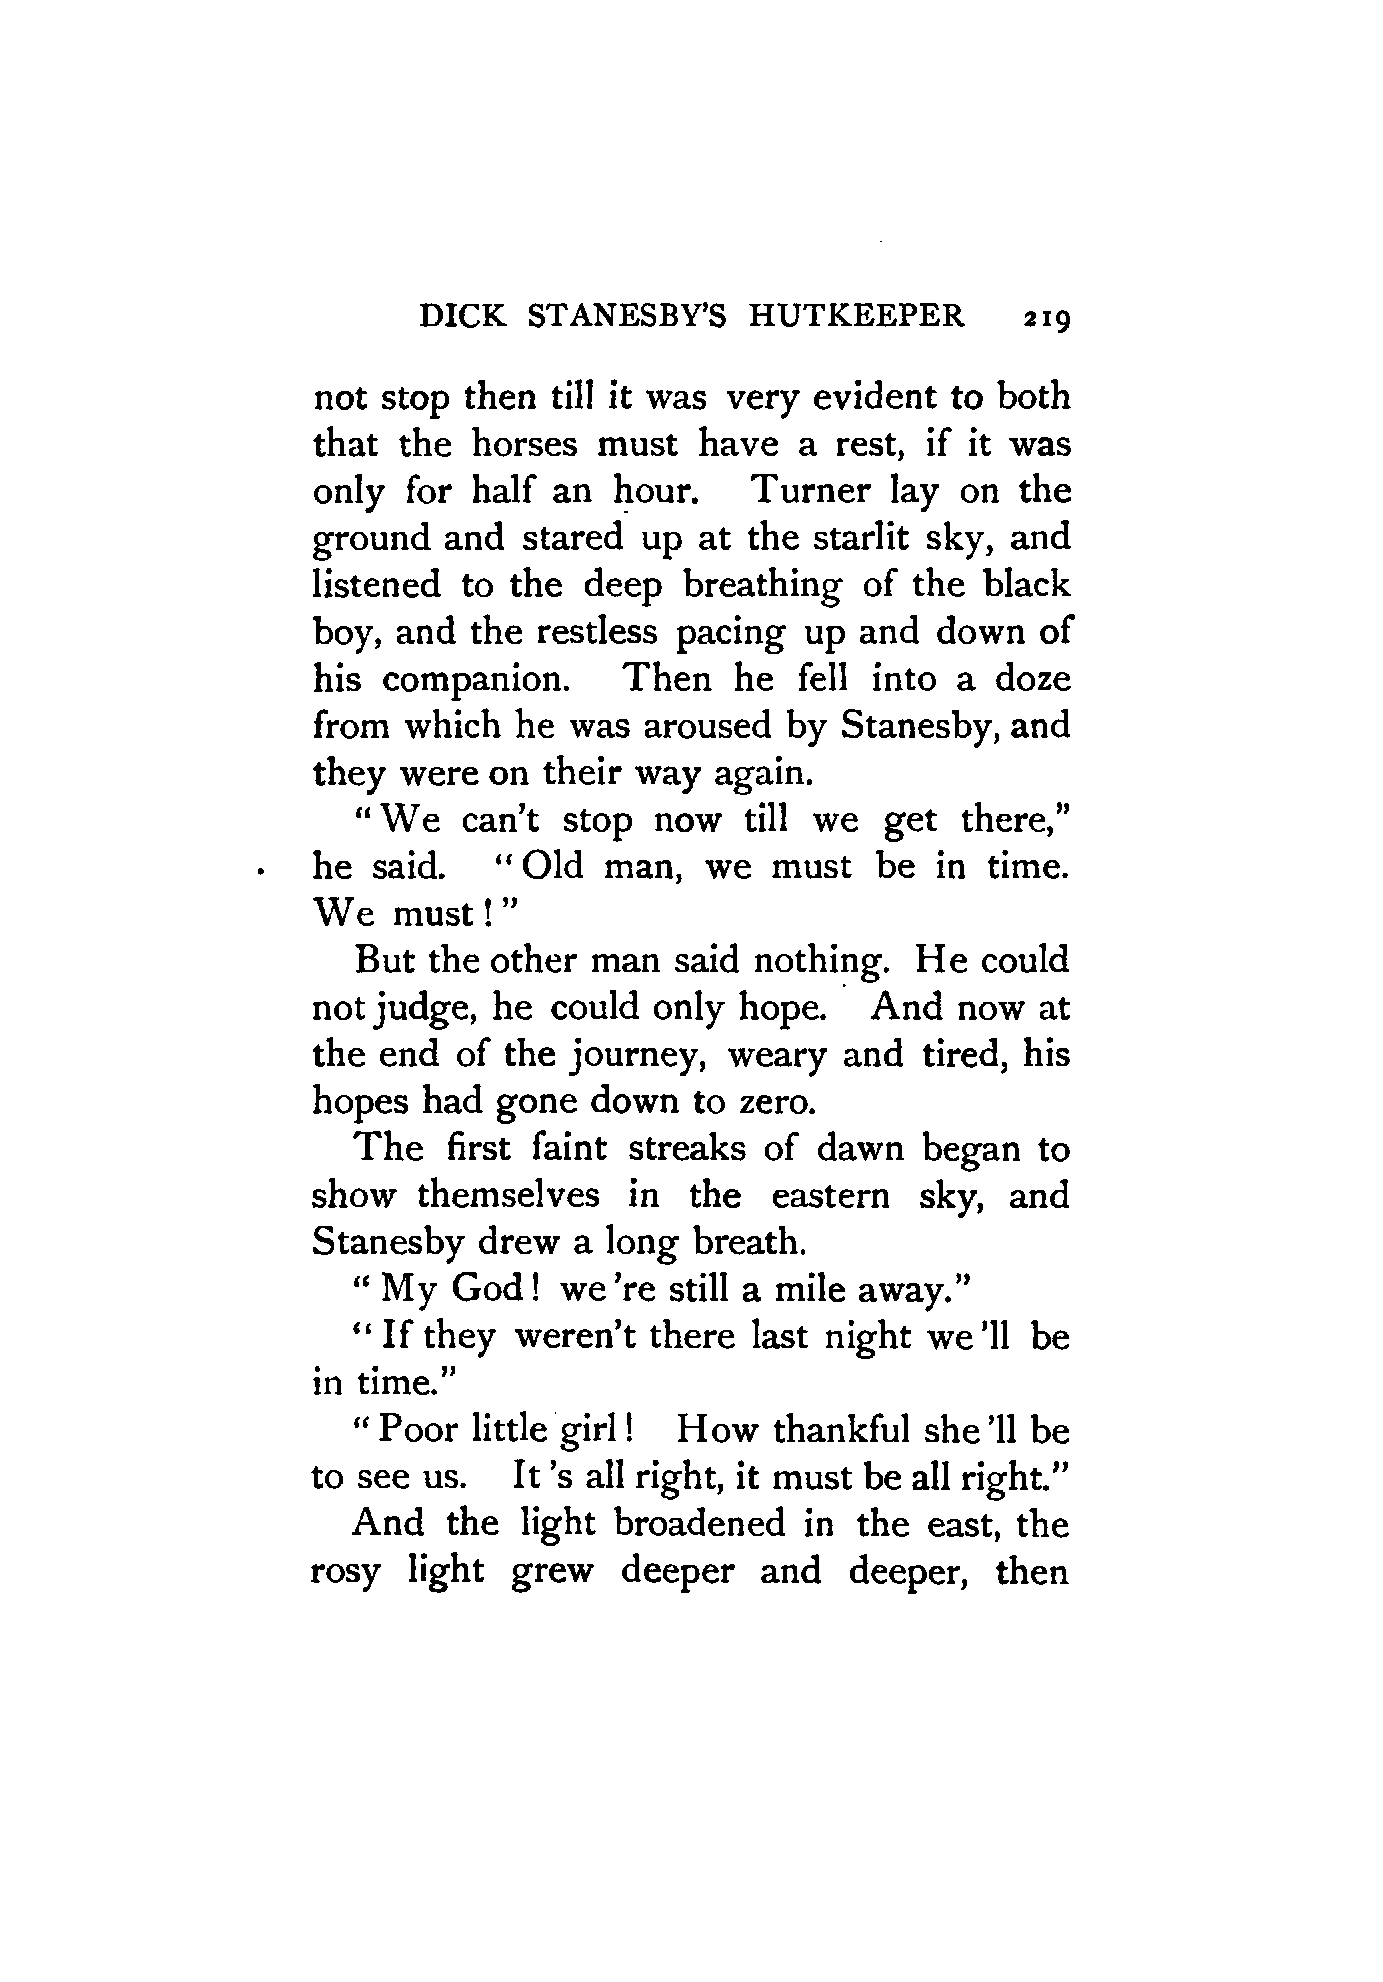 DICK STANESBY'S HUTKEEPER 219
not stop then till it was very evident to both
that the horses must have a rest, if it was
only for half an hour. Turner lay on the
ground and stared up at the starlit sky, and
listened to the deep breathing of the black
boy, and the restless pacing up and down of
his companion. Then he fell into a doze
from which he was aroused by Stanesby, and
they were on their way again.
"We can't stop now till we get there,"
he said. "Old man, we must be in time.
We must!"
But the other man said nothing. He could
not judge, he could only hope. And now at
the end of the journey, weary and tired, his
hopes had gone down to zero.
The first faint streaks of dawn began to
show themselves in the eastern sky, and
Stanesby drew a long breath.
"My God! we're still a mile away."
"If they weren't there last night we'll be
in time."
"Poor little girl! How thankful she'll be
to see us. It's all right, it must be all right."
And the light broadened in the east, the
rosy light grew deeper and deeper, then